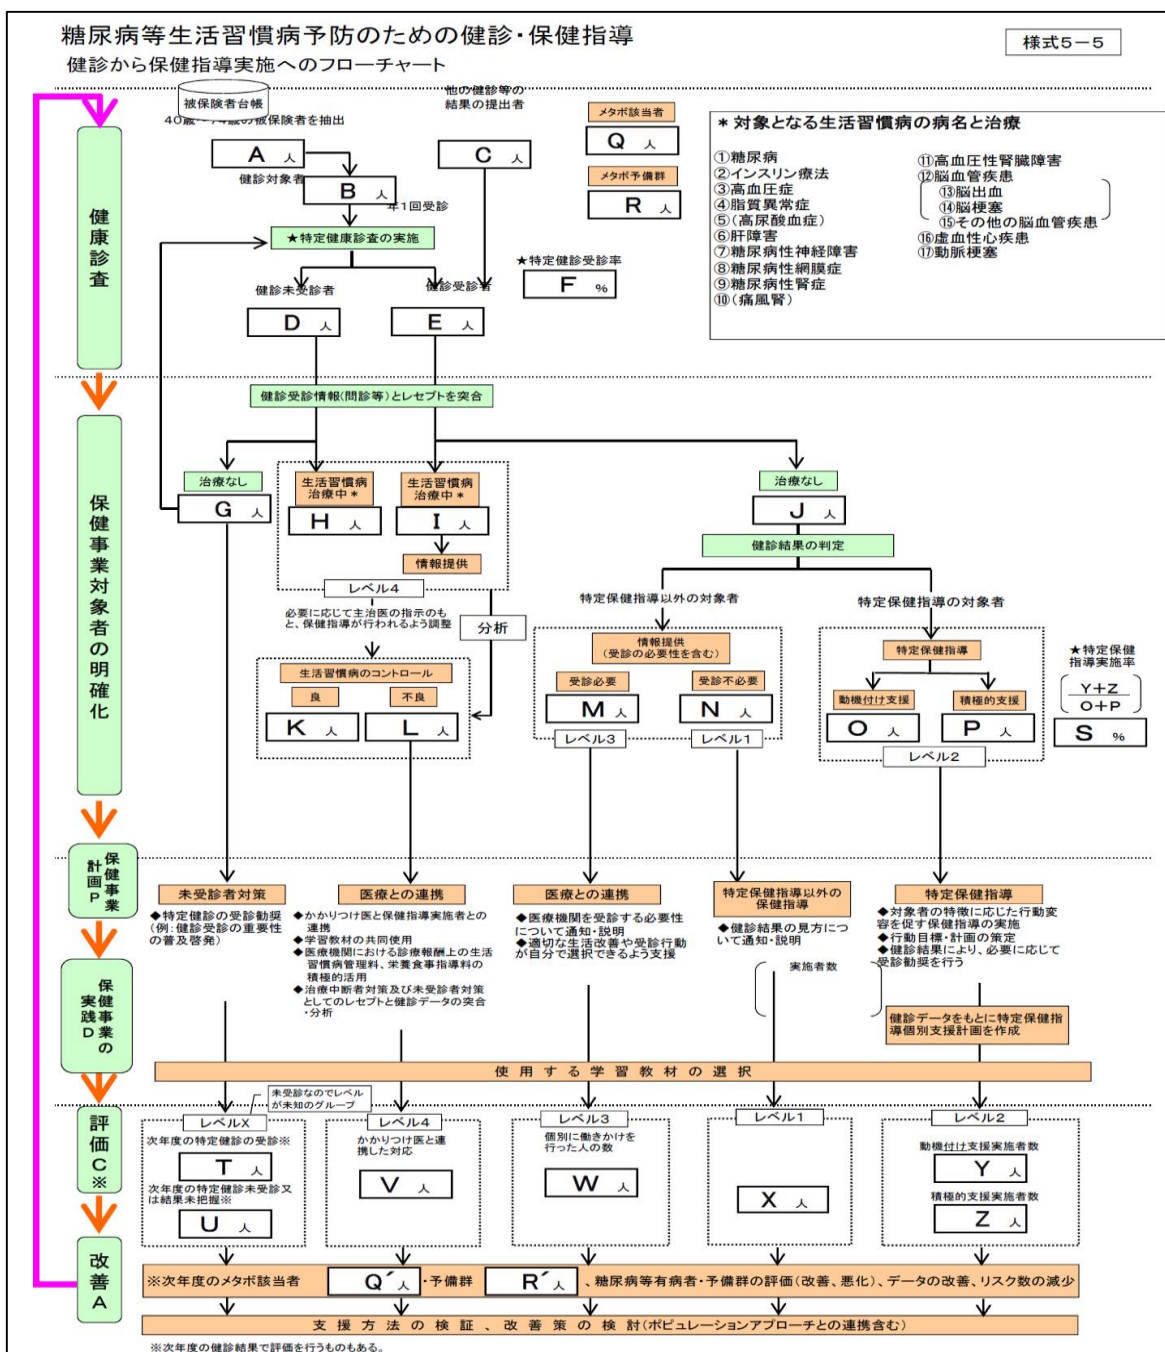 糖尿病等生活習慣病予防のための健診・保健指導
様式5－5
健診から保健指導実施へのフローチャート
被保険者台帳
40歳～74歳の被保険者を抽出
他の健診等の
結果の提出者
メタボ該当者
A 人
C 人
Q 人
健診対象者
B 人
メタボ予備群
R 人
年1回受診
★特定健康診査の実施
★特定健診受診率
F %
健診未受診者
健診受診者
D 人
E 人
＊対象となる生活習慣病の病名と治療
①糖尿病
②インスリン療法
③高血圧症
④脂質異常症
⑤(高尿酸血症)
⑥肝障害
⑦糖尿病性神経障害
⑧糖尿病性網膜症
⑨糖尿病性腎症
⑩(痛風腎)
⑪高血圧性腎臓障害
⑫脳血管疾患
⑬脳出血
⑭脳梗塞
⑮その他の脳血管疾患
⑯虚血性心疾患
⑰動脈梗塞
健康診査
健診受診情報(問診等)とレセプトを突合
治療なし
G 人
生活習慣病
治療中＊
H 人
生活習慣病
治療中＊
I 人
情報提供
レベル4
治療なし
J 人
健診結果の判定
必要に応じて主治医の指示のも
と、保健指導が行われるよう調整
分析
生活習慣病のコントロール
良
不良
K 人
L 人
特定保健指導以外の対象者
情報提供
(受診の必要性を含む)
受診必要
受診不必要
M 人
N 人
レベル3
レベル1
特定保健指導の対象者
特定保健指導
動機付け支援
積極的支援
O 人
P 人
レベル2
★特定保健
指導実施率
Y+Z
O+P
S %
保健事業対象者の明確化
保健事業
計画P
未受診者対策
◆特定健診の受診勧奨
(例：健診受診の重要性
の普及啓発)
医療との連携
◆かかりつけ医と保健指導実施者との
連携
◆学習教材の共同使用
◆医療機関における診療報酬上の生活
習慣病管理料、栄養食事指導料の
積極的活用
◆治療中断者対策及び未受診者対策
としてのレセプトと健診データの突合
・分析
医療との連携
◆医療機関を受診する必要性
について通知・説明
◆適切な生活改善や受診行動
が自分で選択できるよう支援
特定保健指導以外の
保健指導
◆健診結果の見方につ
いて通知・説明
実施者数
特定保健指導
◆対象者の特徴に応じた行動変
容を促す保健指導の実施
◆行動目標・計画の策定
◆健診結果により、必要に応じて
受診勧奨を行う
健診データをもとに特定保健指
導個別支援計画を作成
保健事業の
実践D
使用する学習教材の選択
未受診なのでレベル
が未知のグループ
評価C※
レベルX
次年度の特定健診の受診※
T 人
次年度の特定健診未受診又
は結果未把握※
U 人
レベル4
かかりつけ医と連
携した対応
V 人
レベル3
個別に働きかけを
行った人の数
W 人
レベル1
X 人
レベル2
動機付け支援実施者数
Y 人
積極的支援実施者数
Z 人
改善A
※次年度のメタボ該当者 Q´人 ・予備群 R´人 、糖尿病等有病者・予備群の評価(改善、悪化)、データの改善、リスク数の減少
支援方法の検証、改善策の検討(ポピュレーションアプローチとの連携含む)
※次年度の健診結果で評価を行うものもある。